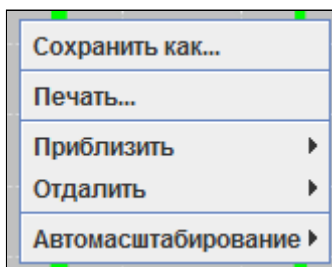 Сохранить как...
Печать...
Приблизить
Отдалить
Автомасштабирование